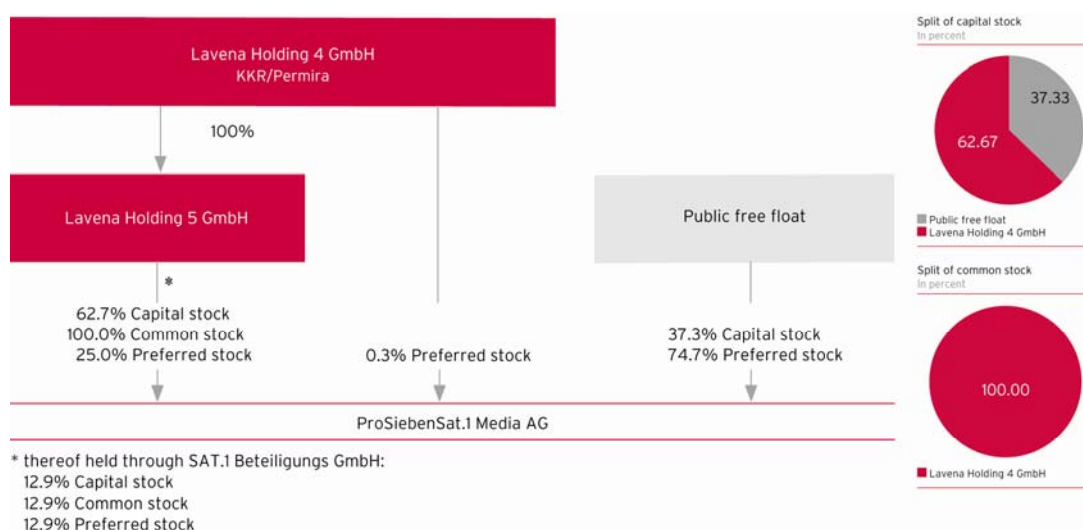 Lavena Holding 4 GmbH
KKR/Permira
100%
Lavena Holding 5 GmbH
Public free float
*
62.7% Capital stock
100.0% Common stock
25.0% Preferred stock
0.3% Preferred stock
37.3% Capital stock
74.7% Preferred stock
ProSiebenSat.1 Media AG
* thereof held through SAT.1 Beteiligungs GmbH:
12.9% Capital stock
12.9% Common stock
12.9% Preferred stock
Split of capital stock
In percent
37.33
62.67
Public free float
Lavena Holding 4 GmbH
Split of common stock
In percent
100.00
Lavena Holding 4 GmbH